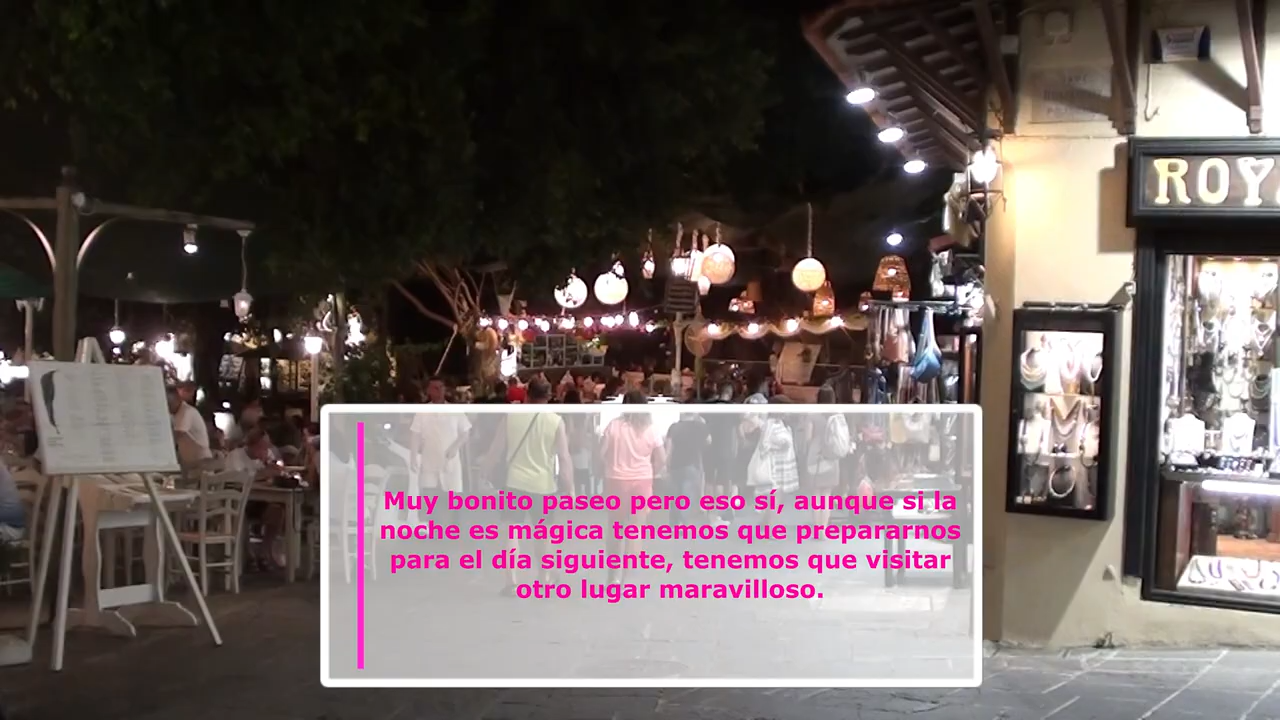 ROY
Muy bonito paseo pero eso sí, aunque si la
noche es mágica tenemos que prepararnos
para el día siguiente, tenemos que visitar
otro lugar maravilloso.